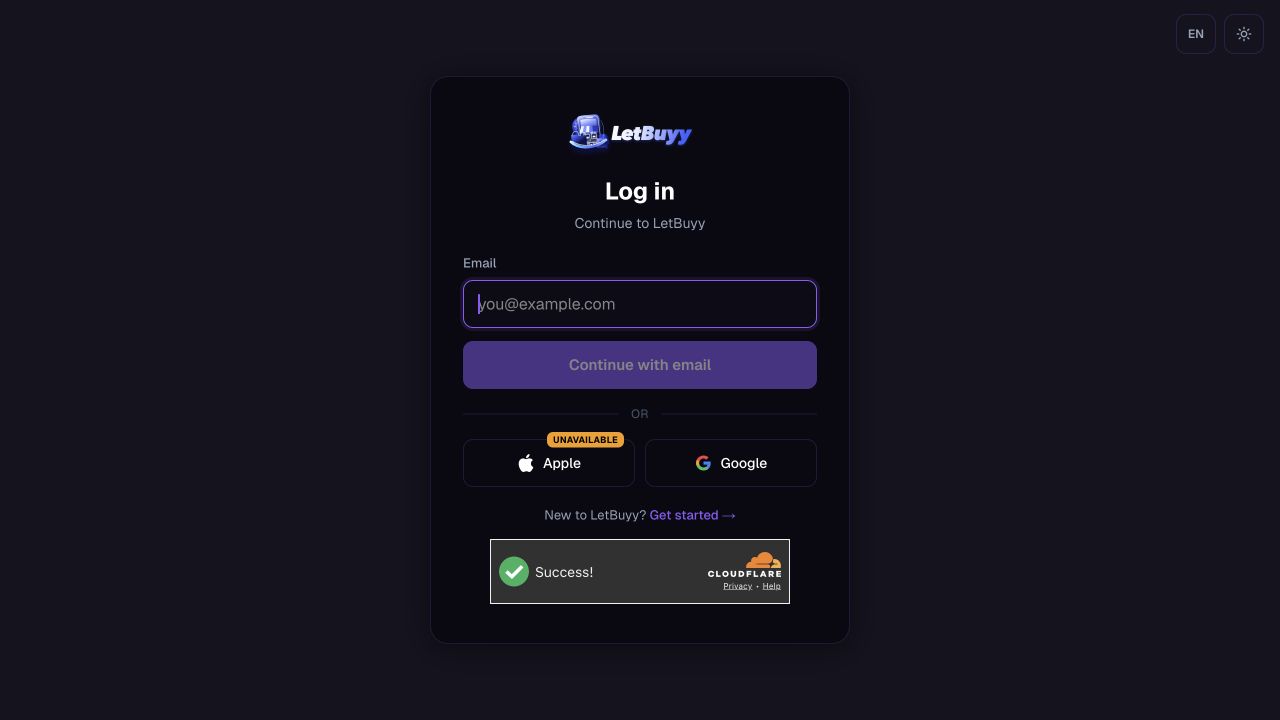 EN
LetBuyy
Log in
Continue to LetBuyy
Email
you@example.com
Continue with email
OR
UNAVAILABLE
Apple
Google
New to LetBuyy? Get started →
Success!
CLOUDFLARE
Privacy • Help